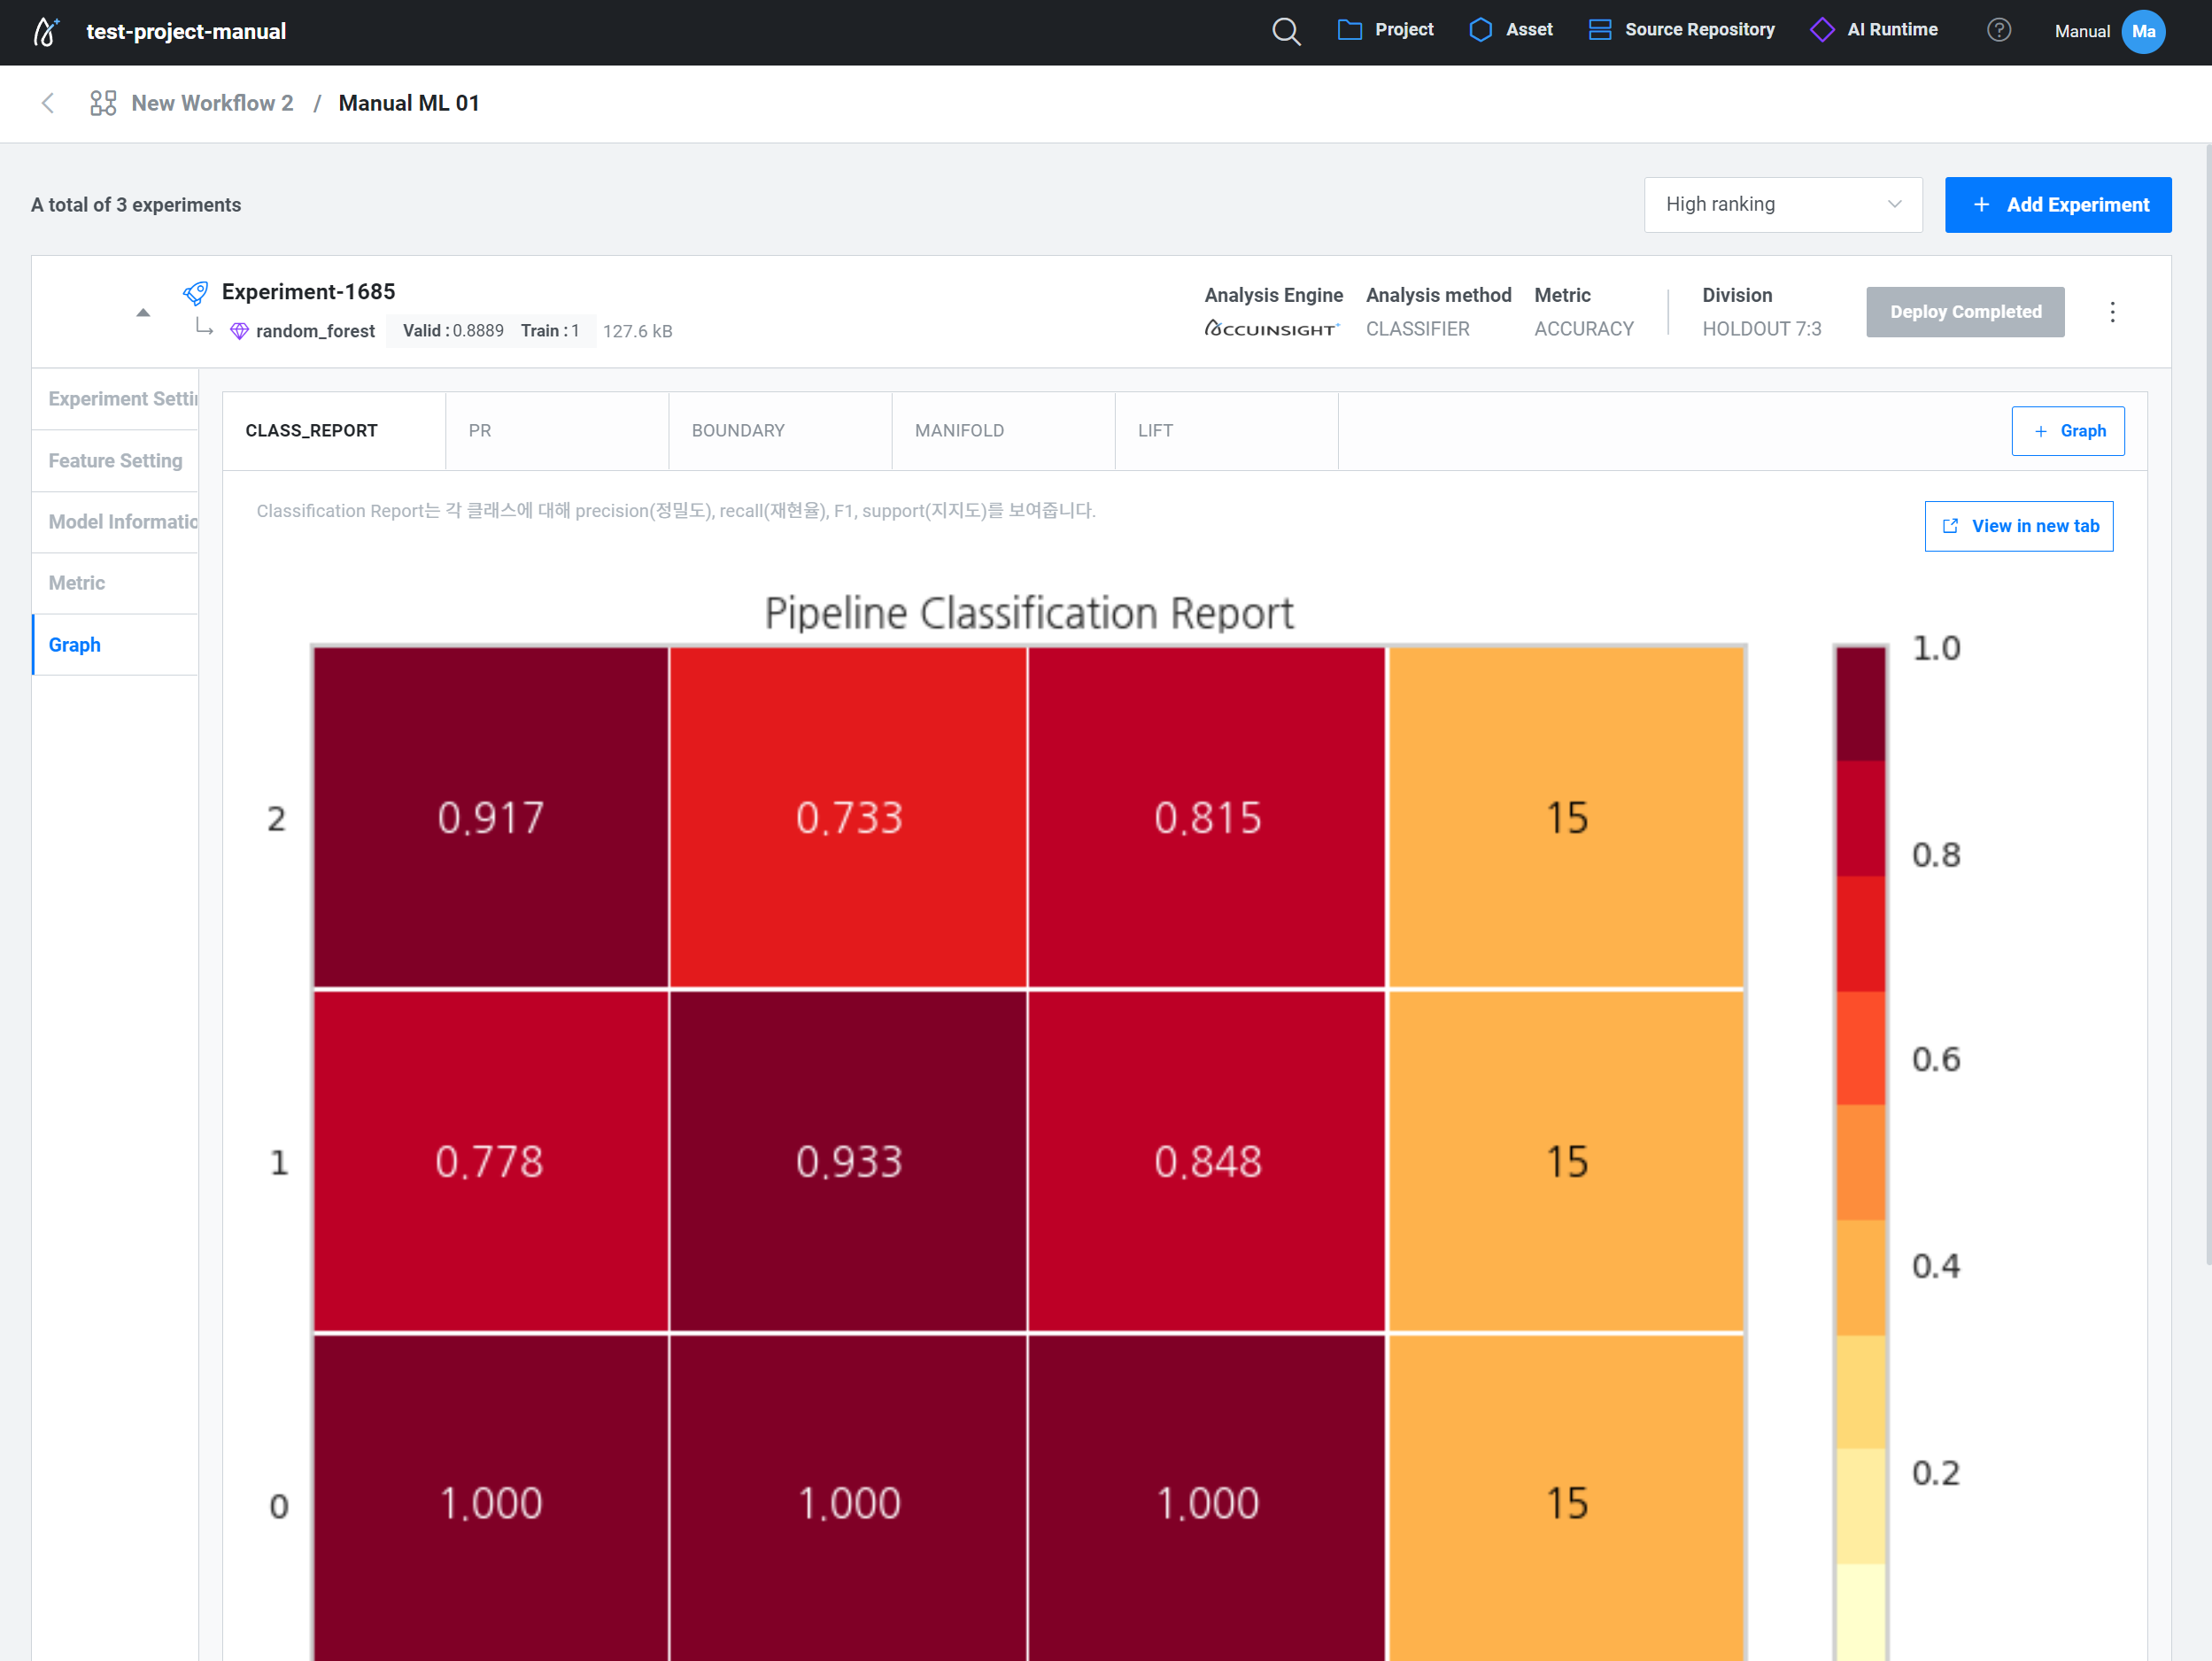 test-project-manual
Project
Asset
Source Repository
AI Runtime
?
Manual
Ma
New Workflow 2 / Manual ML 01
A total of 3 experiments
High ranking
+ Add Experiment
Experiment-1685
random_forest
Valid : 0.8889 Train : 1
127.6 kB
Analysis Engine
ACCUINSIGHT+
Analysis method
CLASSIFIER
Metric
ACCURACY
Division
HOLDOUT 7:3
Deploy Completed
Experiment Settin
Feature Setting
Model Informatio
Metric
Graph
CLASS_REPORT
PR
BOUNDARY
MANIFOLD
LIFT
+ Graph
Classification Report는 각 클래스에 대해 precision(정밀도), recall(재현율), F1, support(지지도)를 보여줍니다.
View in new tab
Pipeline Classification Report
2 0.917 0.733 0.815 15
1 0.778 0.933 0.848 15
0 1.000 1.000 1.000 15
1.0
0.8
0.6
0.4
0.2